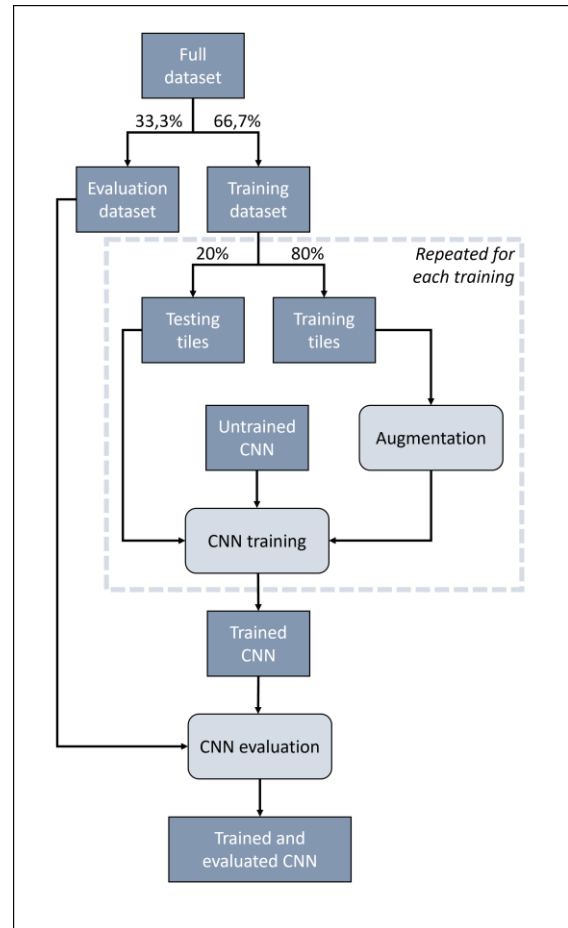 Full
dataset
33,3%
66,7%
Evaluation
dataset
Training
dataset
Repeated for
each training
20%
80%
Testing
tiles
Training
tiles
Untrained
CNN
Augmentation
CNN training
Trained
CNN
CNN evaluation
Trained and
evaluated CNN